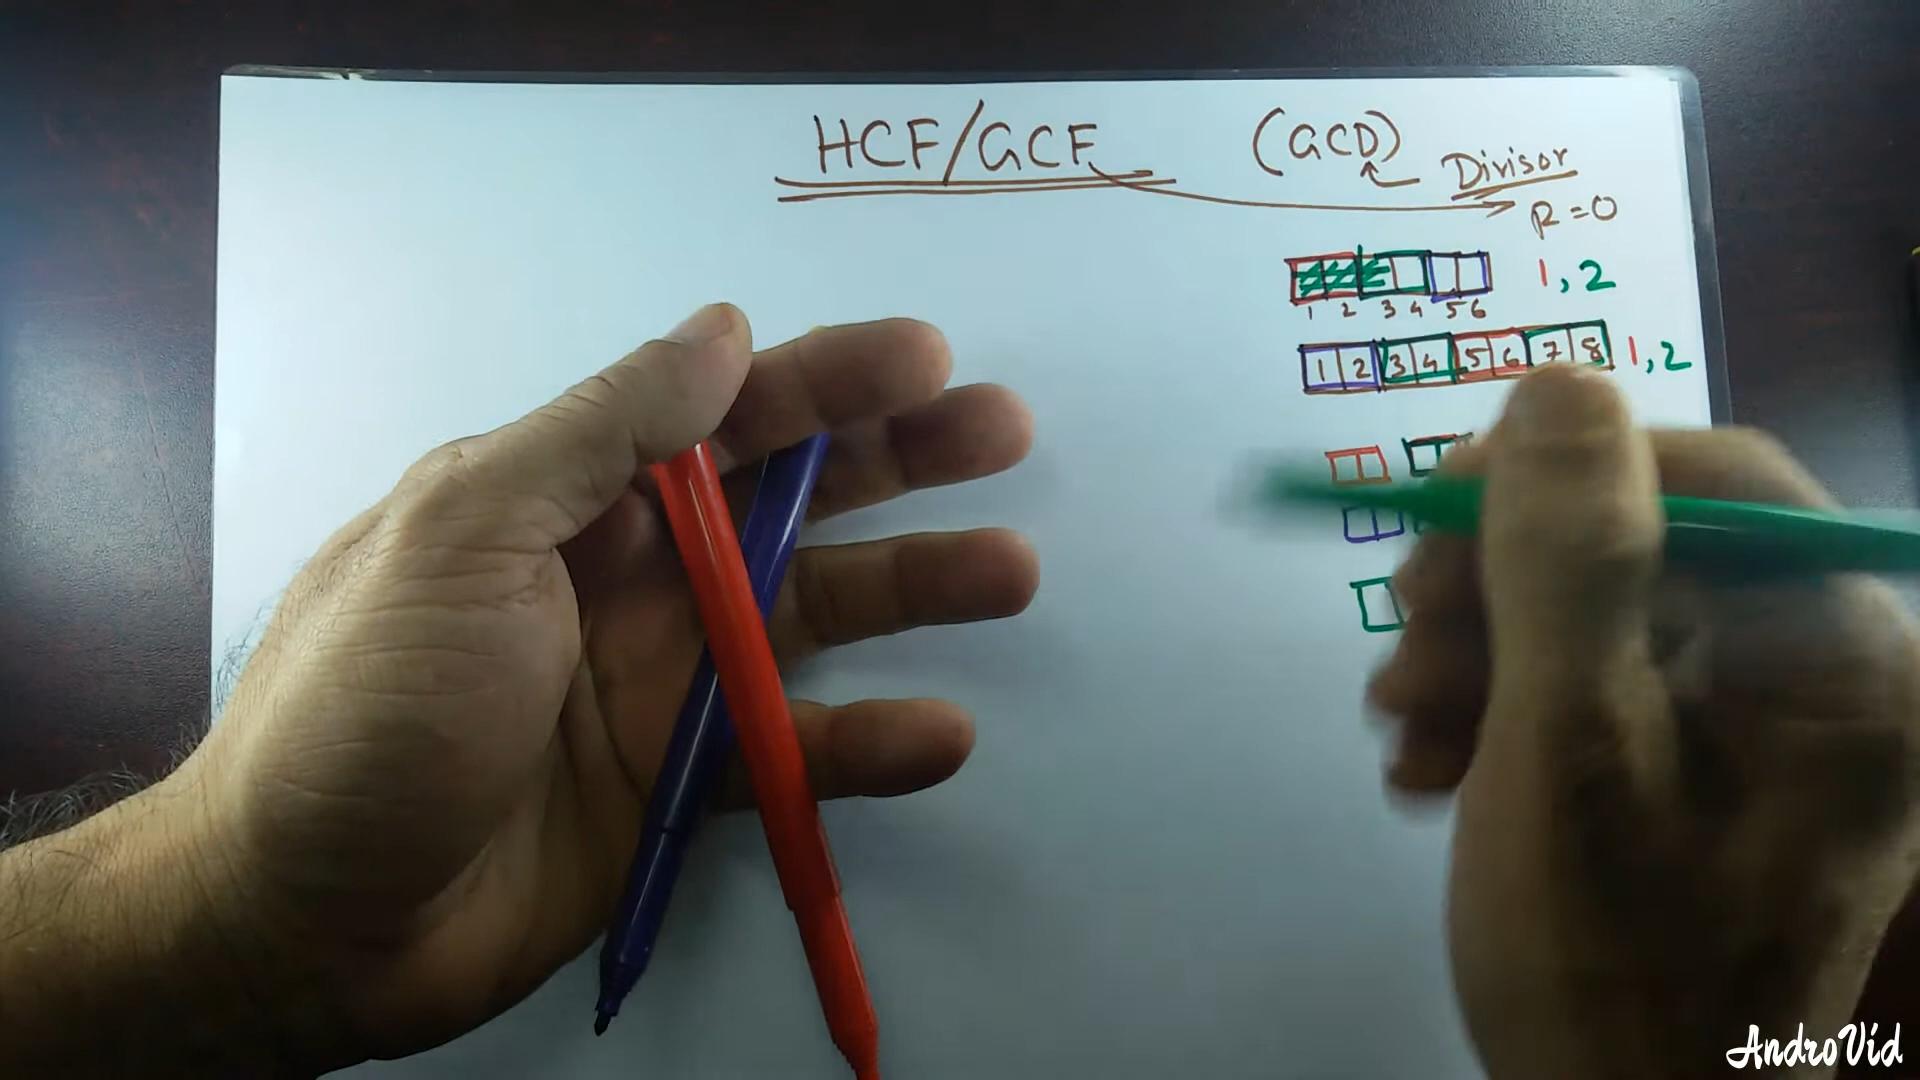 HCF/GCF (GCD)
Divisor
R=0
1, 2
1 2 3 4 5 6
1 2 3 4 5 6 7 8 1, 2
AndroVid